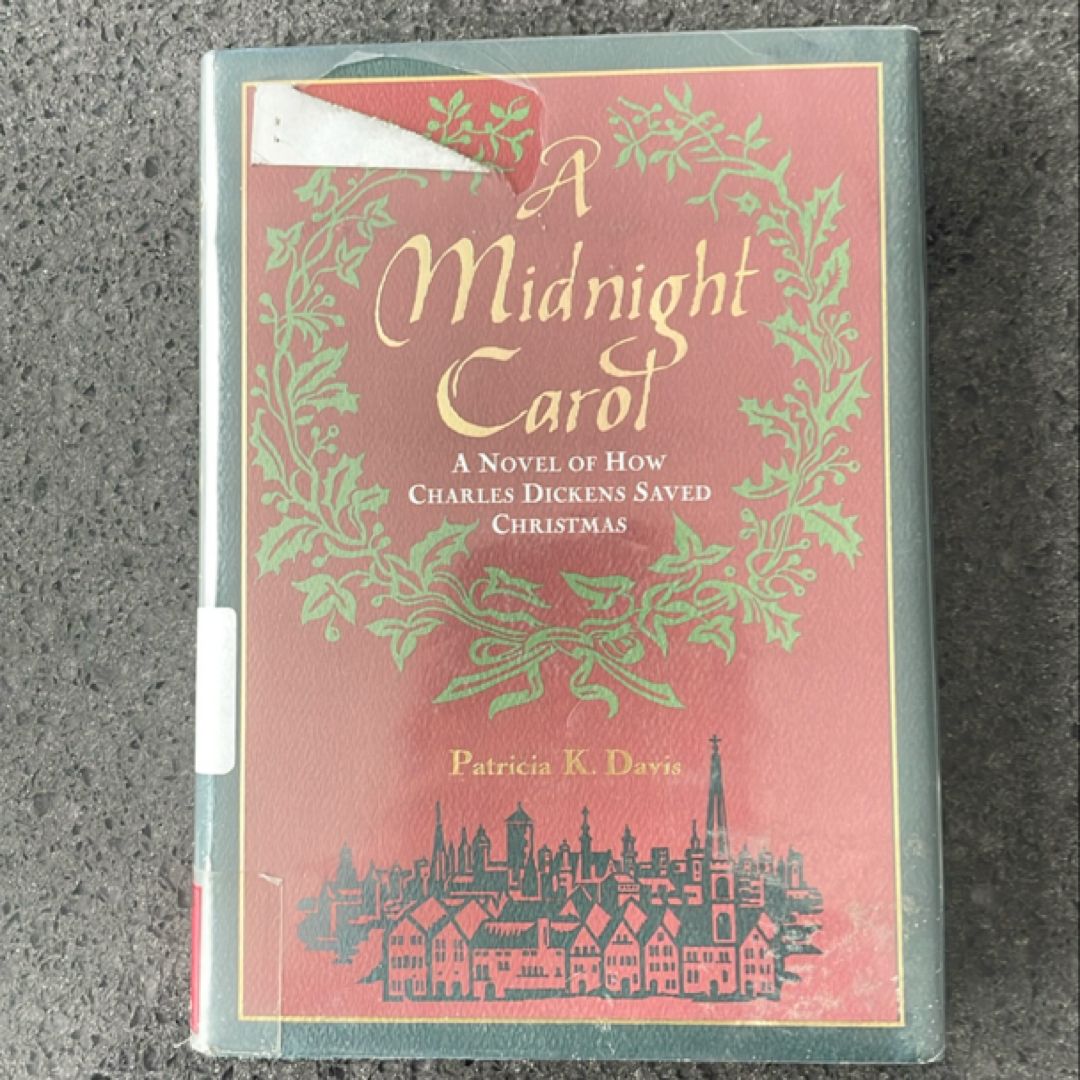 A
Midnight
Carol
A NOVEL OF HOW
CHARLES DICKENS SAVED
CHRISTMAS
Patricia K. Davis